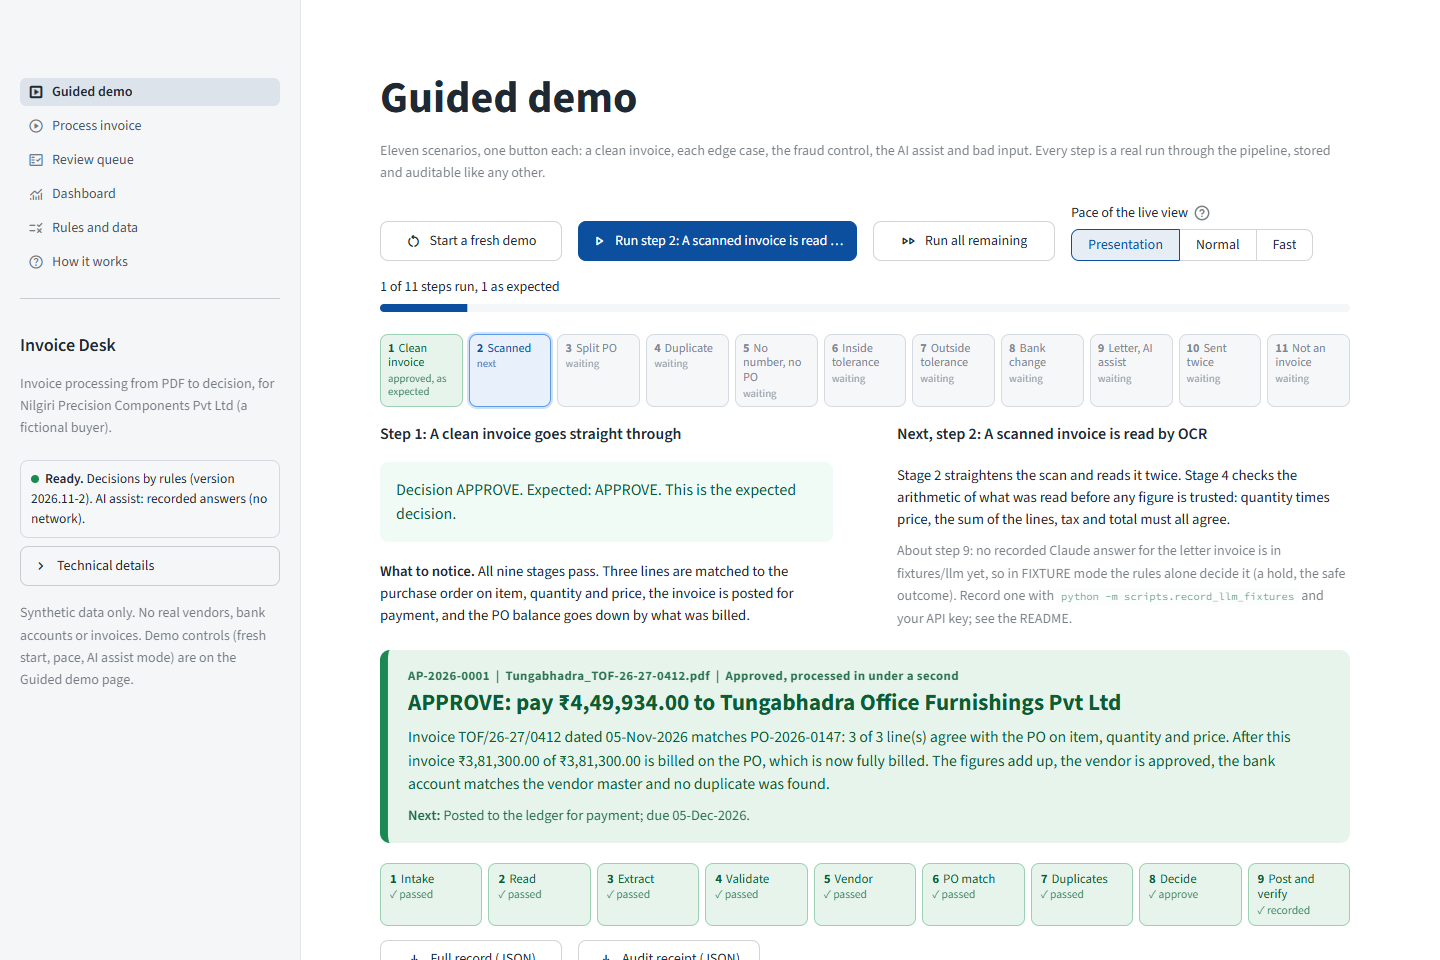 Guided demo
Process invoice
Review queue
Dashboard
Rules and data
How it works
Invoice Desk
Invoice processing from PDF to decision, for
Nilgiri Precision Components Pvt Ltd (a
fictional buyer).
Ready. Decisions by rules (version
2026.11-2). AI assist: recorded answers (no
network).
Technical details
Synthetic data only. No real vendors, bank
accounts or invoices. Demo controls (fresh
start, pace, AI assist mode) are on the
Guided demo page.
Guided demo
Eleven scenarios, one button each: a clean invoice, each edge case, the fraud control, the AI assist and bad input. Every step is a real run through the pipeline, stored
and auditable like any other.
Start a fresh demo
Run step 2: A scanned invoice is read ...
Run all remaining
Pace of the live view
Presentation
Normal
Fast
1 of 11 steps run, 1 as expected
1 Clean
invoice
approved, as
expected
2 Scanned
next
3 Split PO
waiting
4 Duplicate
waiting
5 No
number, no
PO
waiting
6 Inside
tolerance
waiting
7 Outside
tolerance
waiting
8 Bank
change
waiting
9 Letter, AI
assist
waiting
10 Sent
twice
waiting
11 Not an
invoice
waiting
Step 1: A clean invoice goes straight through
Decision APPROVE. Expected: APPROVE. This is the expected
decision.
What to notice. All nine stages pass. Three lines are matched to the
purchase order on item, quantity and price, the invoice is posted for
payment, and the PO balance goes down by what was billed.
Next, step 2: A scanned invoice is read by OCR
Stage 2 straightens the scan and reads it twice. Stage 4 checks the
arithmetic of what was read before any figure is trusted: quantity times
price, the sum of the lines, tax and total must all agree.
About step 9: no recorded Claude answer for the letter invoice is in
fixtures/llm yet, so in FIXTURE mode the rules alone decide it (a hold, the safe
outcome). Record one with python -m scripts.record_llm_fixtures and
your API key; see the README.
AP-2026-0001 | Tungabhadra_TOF-26-27-0412.pdf | Approved, processed in under a second
APPROVE: pay ₹4,49,934.00 to Tungabhadra Office Furnishings Pvt Ltd
Invoice TOF/26-27/0412 dated 05-Nov-2026 matches PO-2026-0147: 3 of 3 line(s) agree with the PO on item, quantity and price. After this
invoice ₹3,81,300.00 of ₹3,81,300.00 is billed on the PO, which is now fully billed. The figures add up, the vendor is approved, the bank
account matches the vendor master and no duplicate was found.
Next: Posted to the ledger for payment; due 05-Dec-2026.
1 Intake
✓ passed
2 Read
✓ passed
3 Extract
✓ passed
4 Validate
✓ passed
5 Vendor
✓ passed
6 PO match
✓ passed
7 Duplicates
✓ passed
8 Decide
✓ approve
9 Post and
verify
✓ recorded
Full record (JSON)
Audit receipt (JSON)